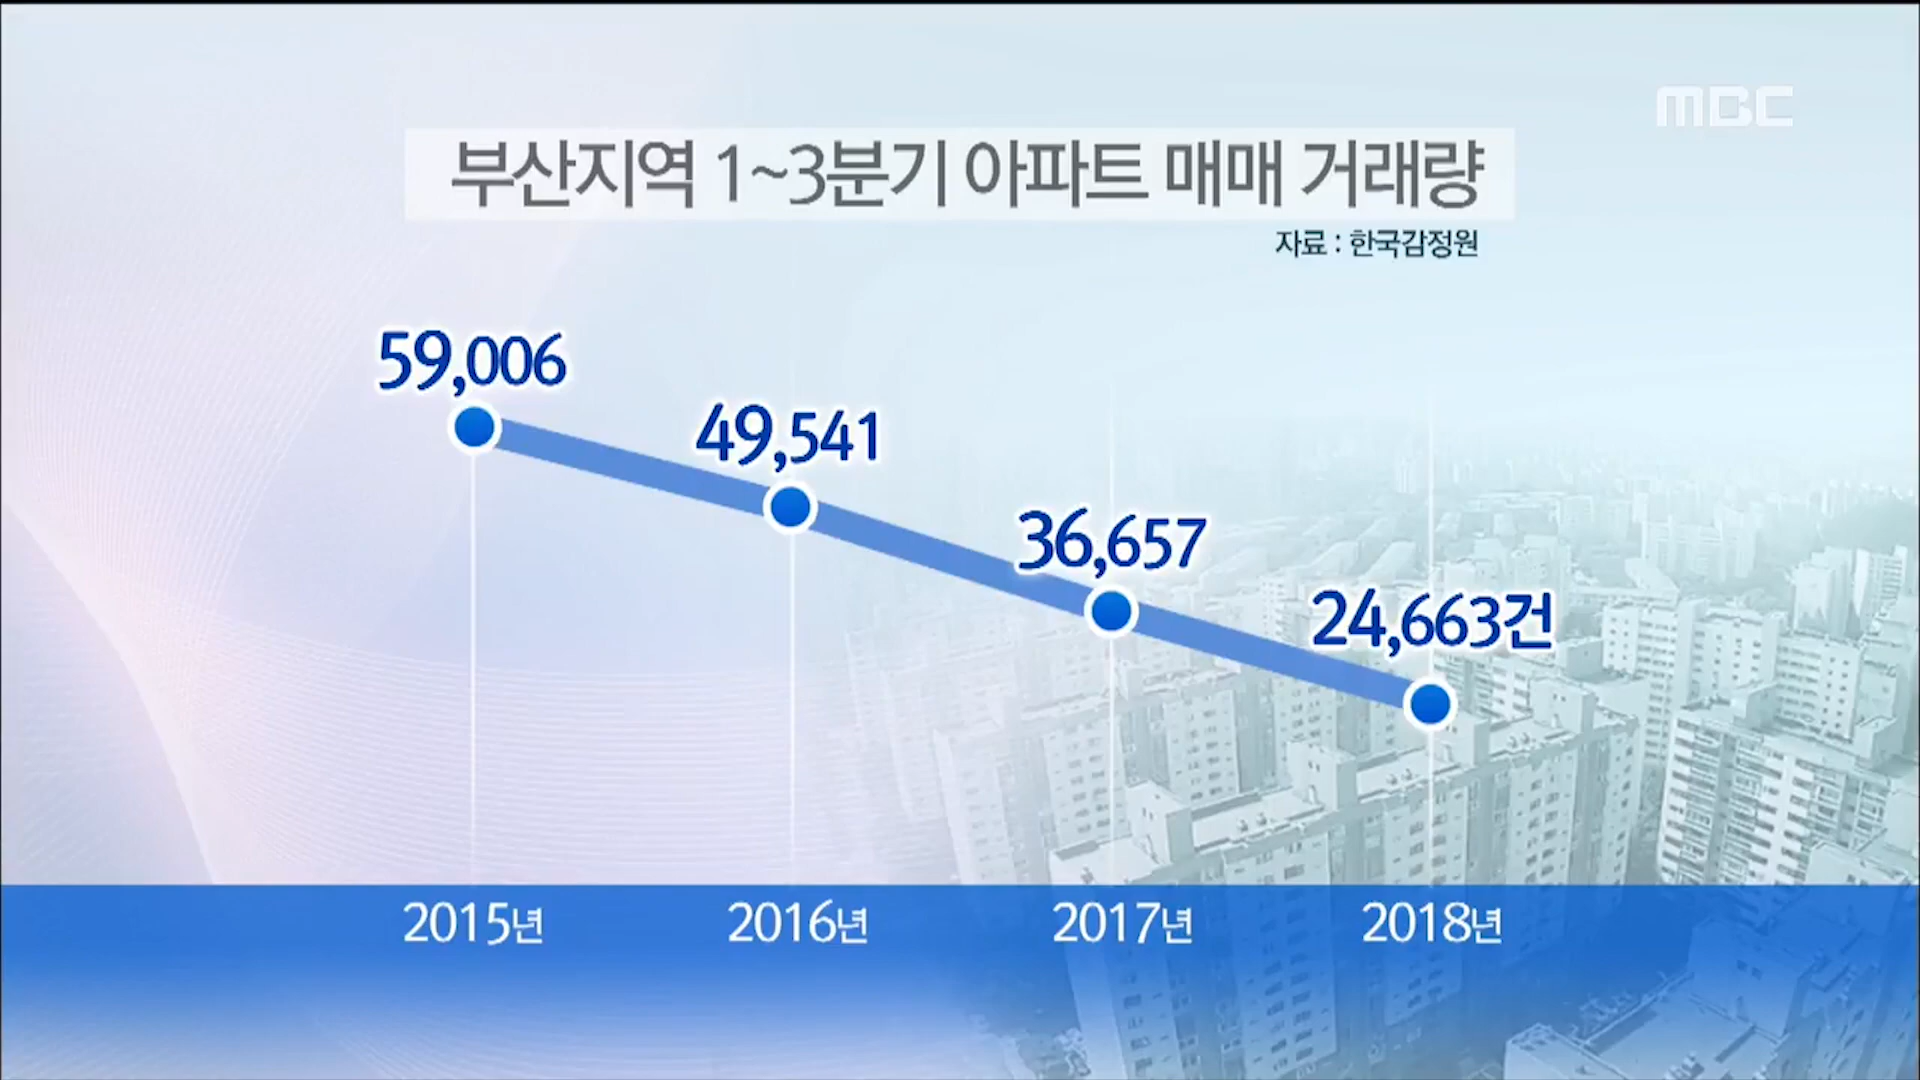 MBC
부산지역 1~3분기 아파트 매매 거래량
자료 : 한국감정원
59,006
49,541
36,657
24,663건
2015년 2016년 2017년 2018년